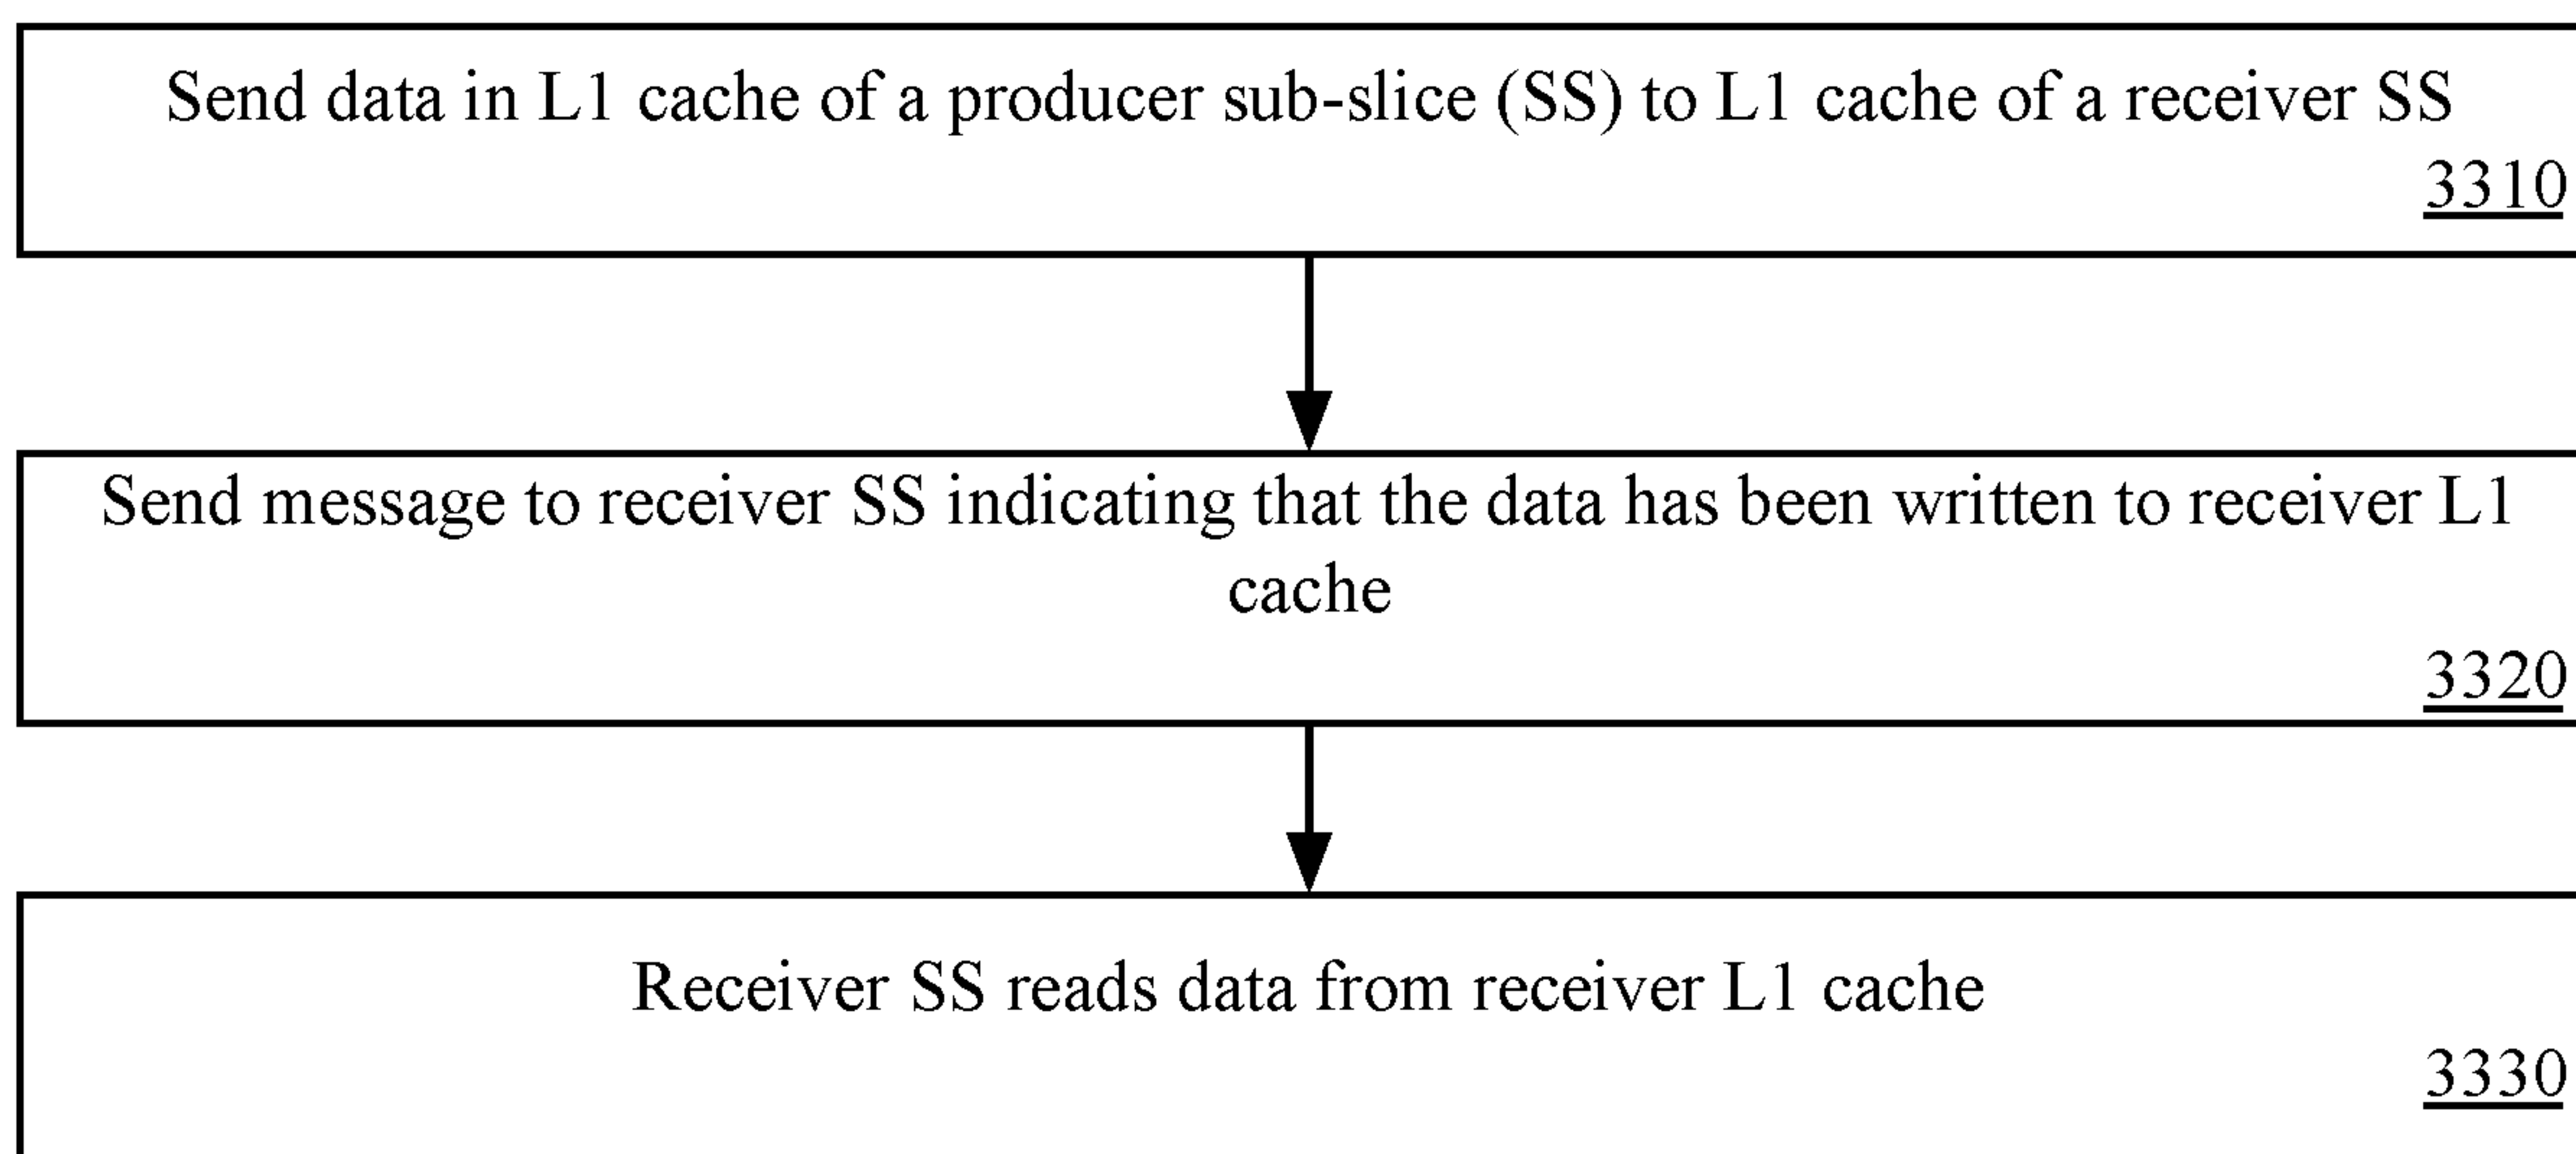 Send data in L1 cache of a producer sub-slice (SS) to L1 cache of a receiver SS
3310
Send message to receiver SS indicating that the data has been written to receiver L1
cache
3320
Receiver SS reads data from receiver L1 cache
3330